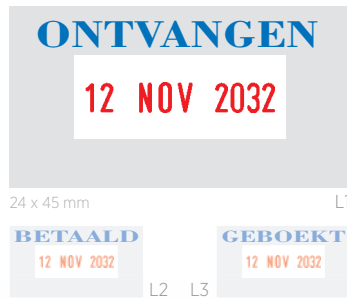 ONTVANGEN
12 NOV 2032
24 x 45 mm
BETAALD
12 NOV 2032
L2
L3
GEBOEKT
12 NOV 2032